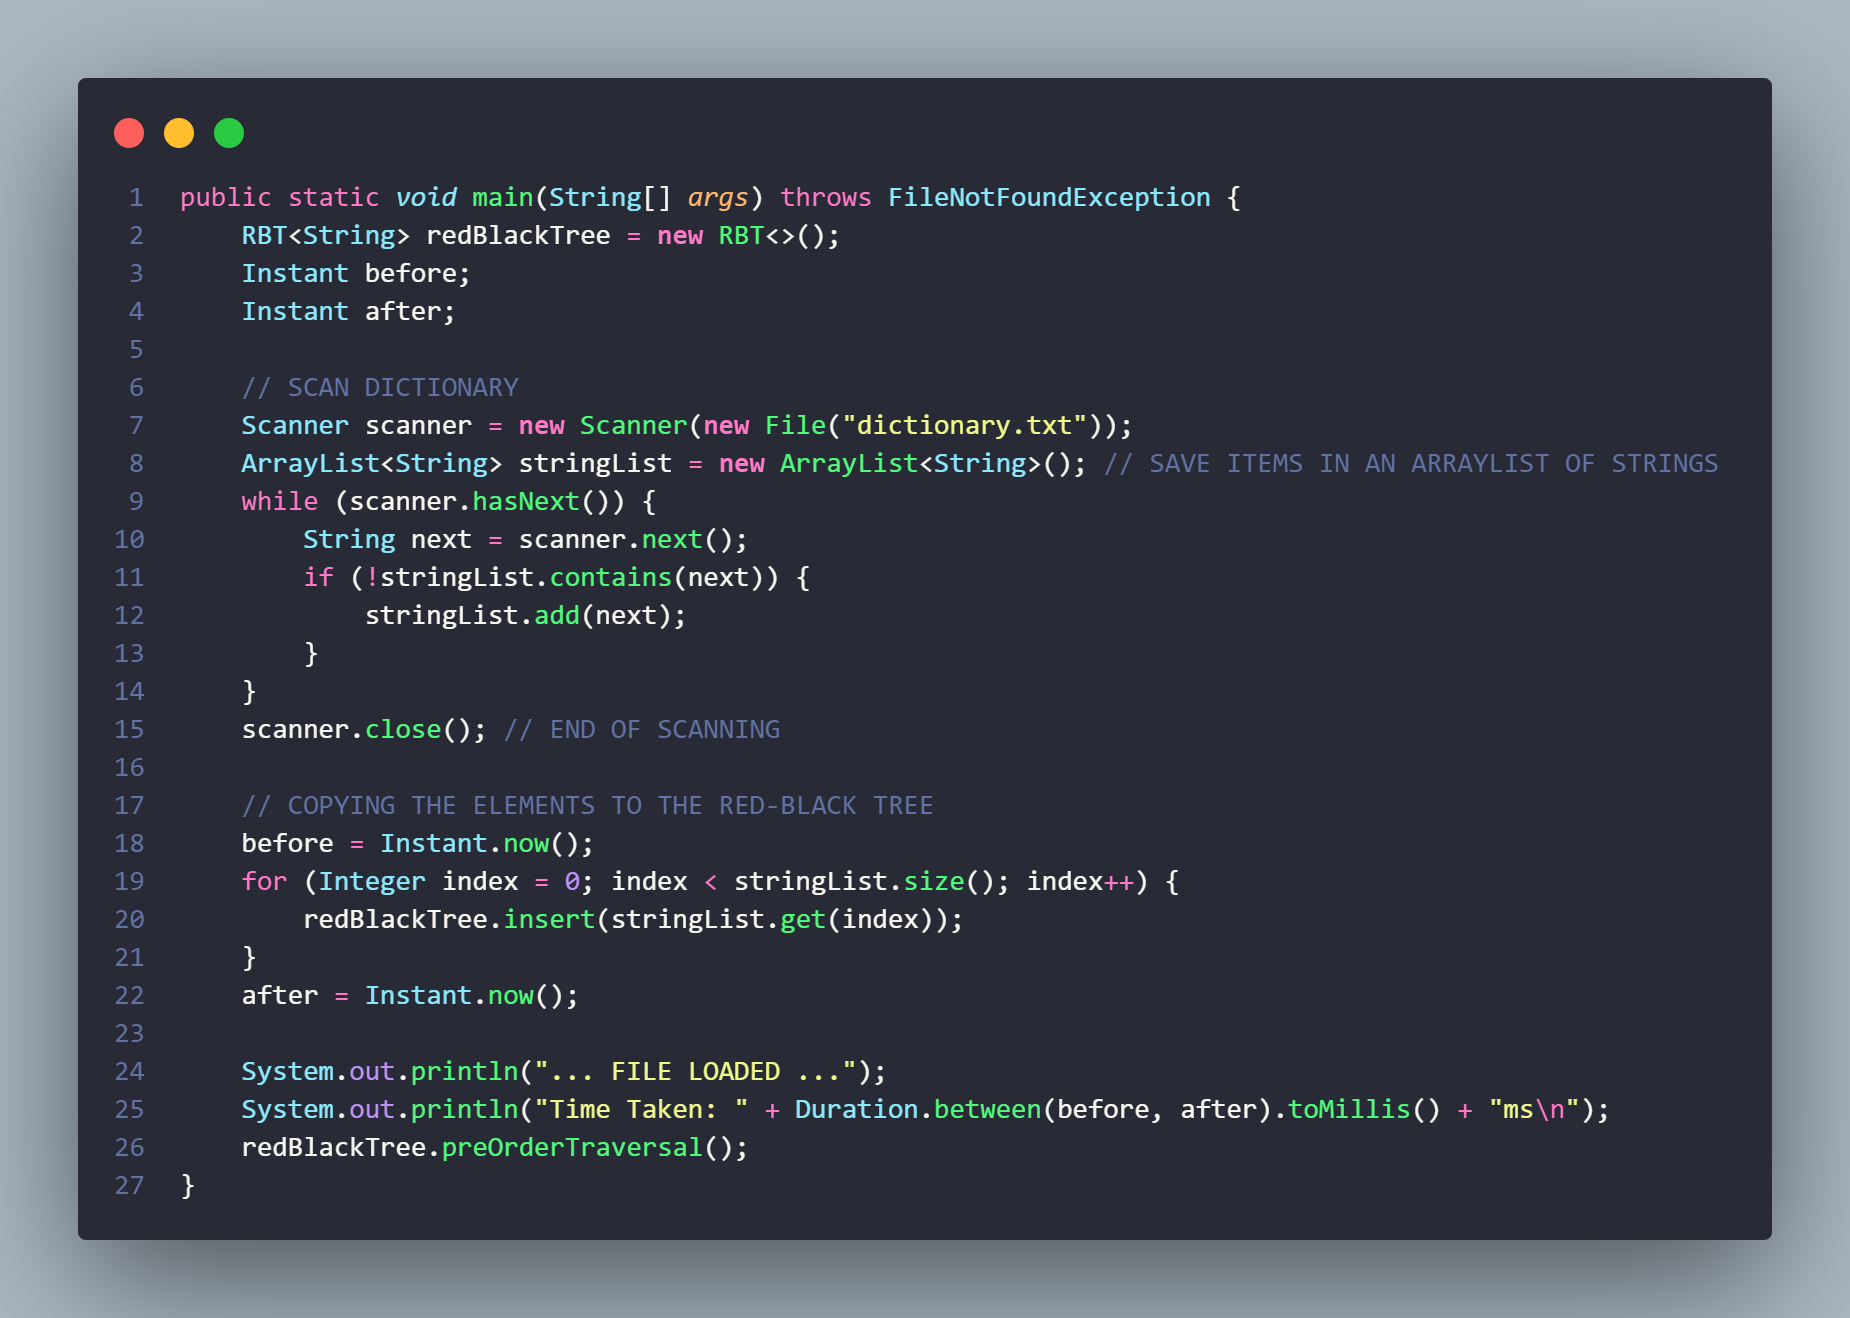 1 public static void main(String[] args) throws FileNotFoundException {
2     RBT<String> redBlackTree = new RBT<>();
3     Instant before;
4     Instant after;
5
6     // SCAN DICTIONARY
7     Scanner scanner = new Scanner(new File("dictionary.txt"));
8     ArrayList<String> stringList = new ArrayList<String>(); // SAVE ITEMS IN AN ARRAYLIST OF STRINGS
9     while (scanner.hasNext()) {
10         String next = scanner.next();
11         if (!stringList.contains(next)) {
12             stringList.add(next);
13         }
14     }
15     scanner.close(); // END OF SCANNING
16
17     // COPYING THE ELEMENTS TO THE RED-BLACK TREE
18     before = Instant.now();
19     for (Integer index = 0; index < stringList.size(); index++) {
20         redBlackTree.insert(stringList.get(index));
21     }
22     after = Instant.now();
23
24     System.out.println("... FILE LOADED ...");
25     System.out.println("Time Taken: " + Duration.between(before, after).toMillis() + "ms\n");
26     redBlackTree.preOrderTraversal();
27 }